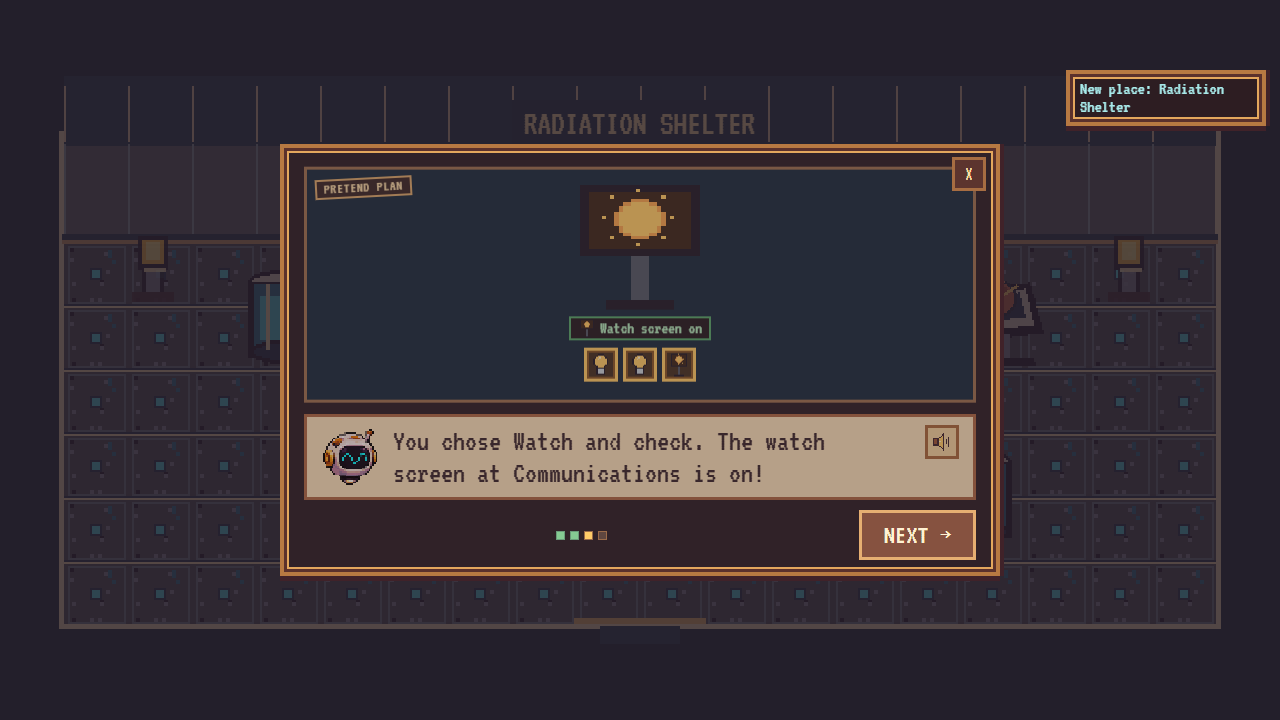 New place: Radiation
Shelter
RADIATION SHELTER
PRETEND PLAN
X
Watch screen on
You chose Watch and check. The watch
screen at Communications is on!
NEXT →